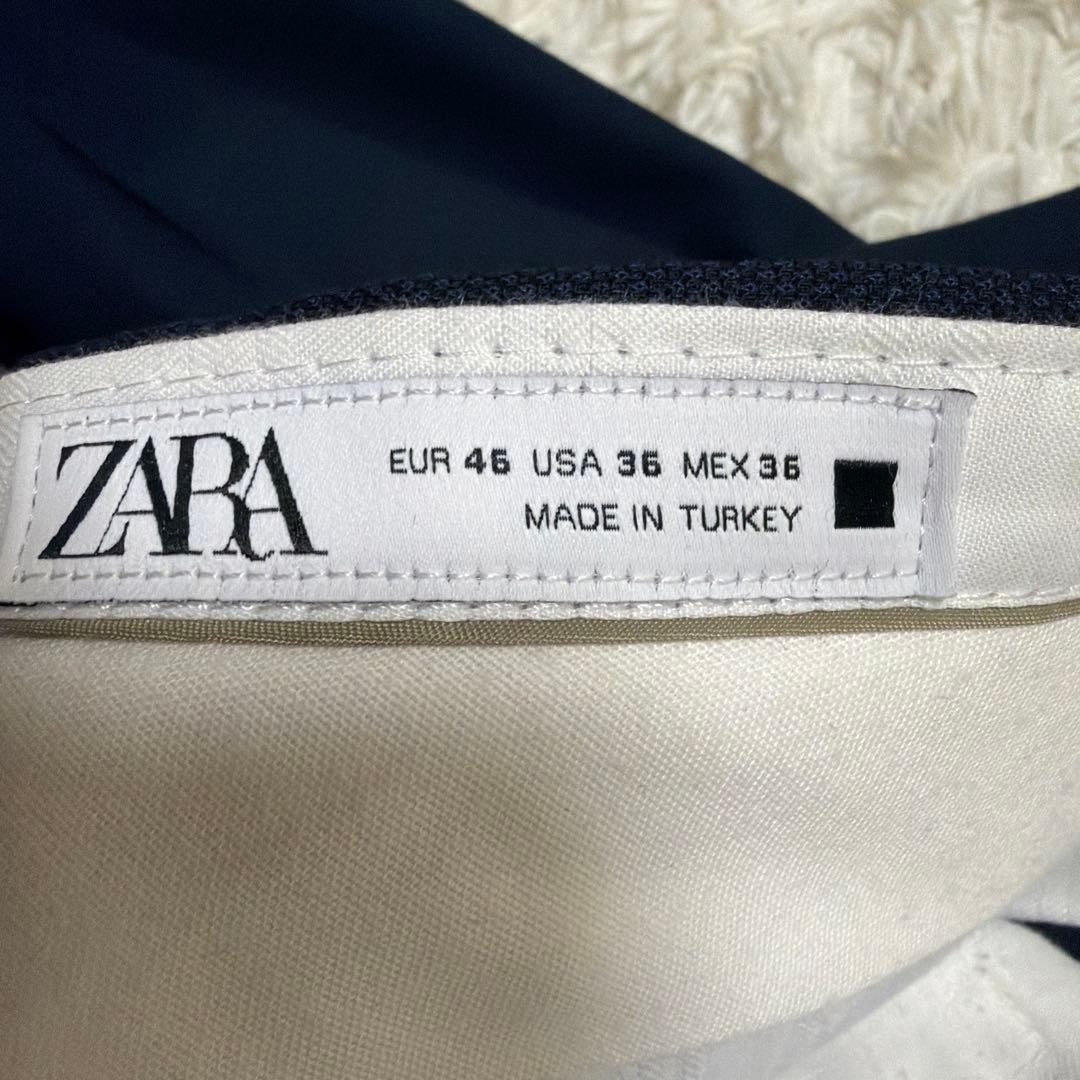 ZARA
EUR 46 USA 36 MEX 36
MADE IN TURKEY